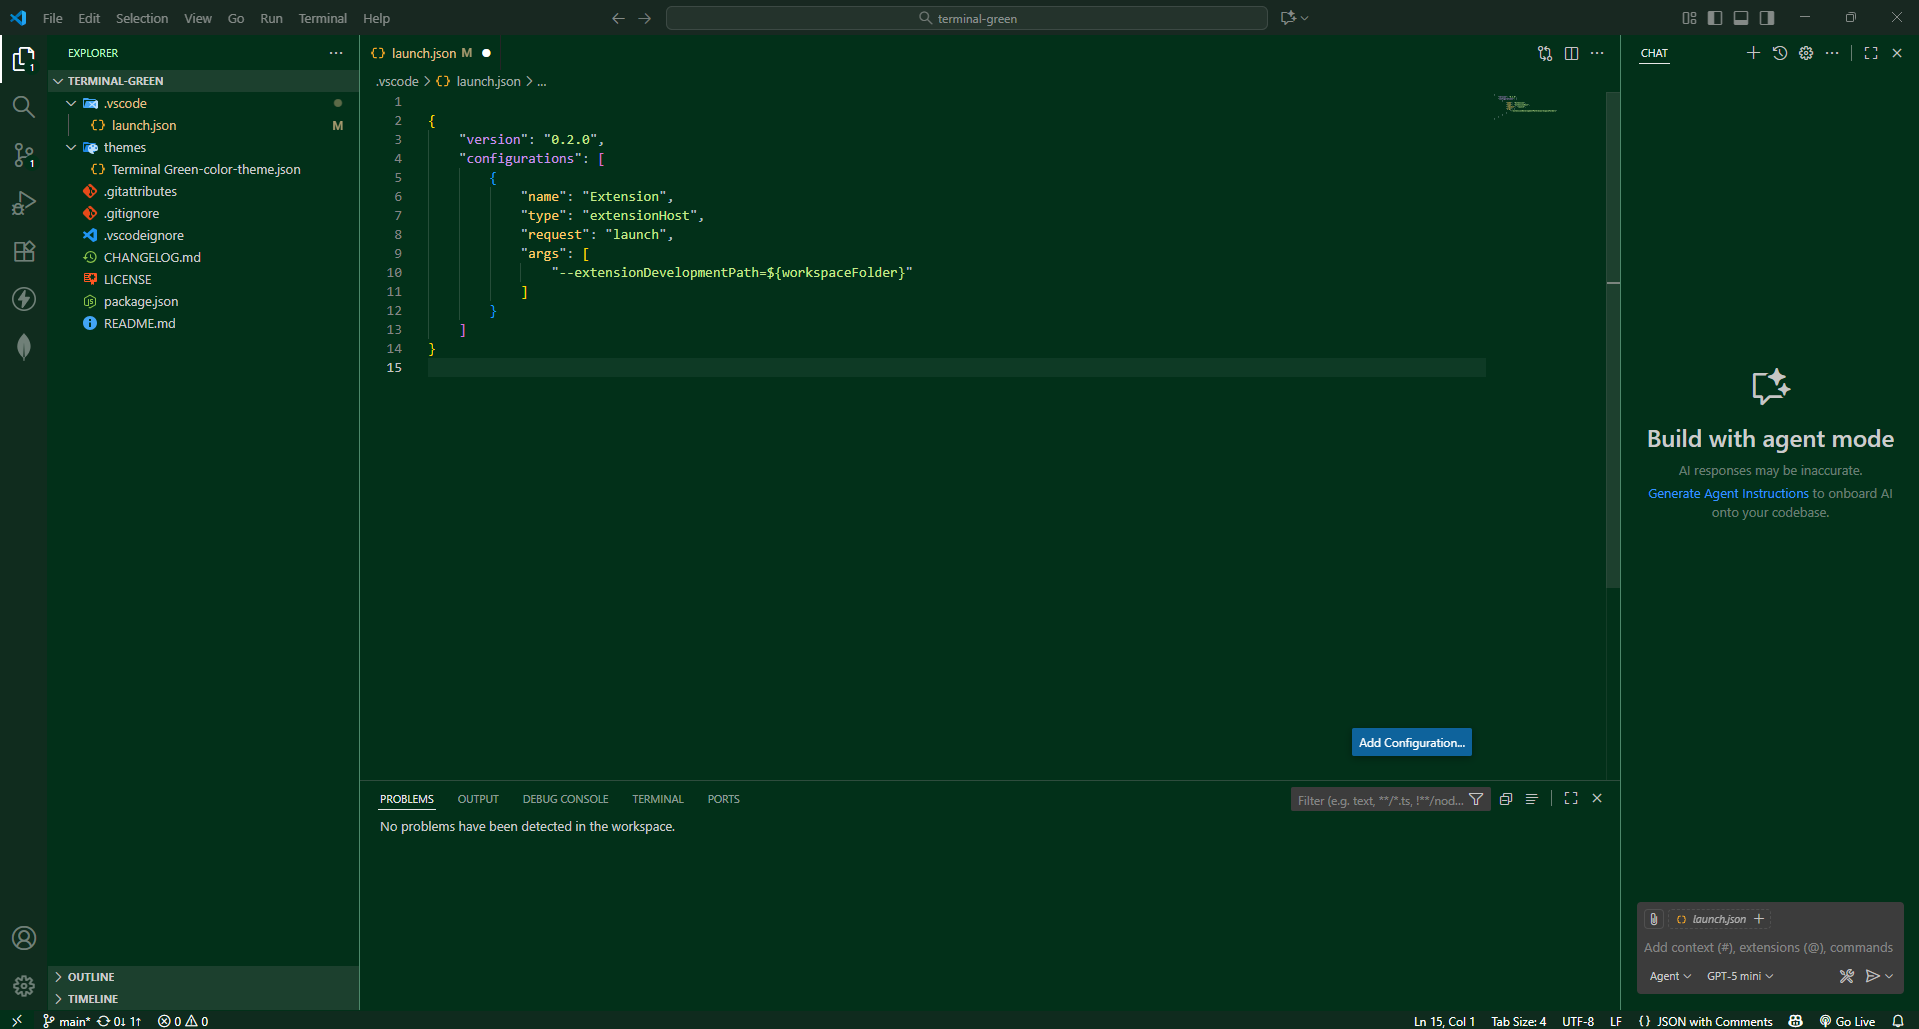 File Edit Selection View Go Run Terminal Help
terminal-green
EXPLORER
TERMINAL-GREEN
.vscode
launch.json M
themes
Terminal Green-color-theme.json
.gitattributes
.gitignore
.vscodeignore
CHANGELOG.md
LICENSE
package.json
README.md
OUTLINE
TIMELINE
1
1
launch.json M
.vscode > launch.json > ...
1
2 {
3 "version": "0.2.0",
4 "configurations": [
5 {
6 "name": "Extension",
7 "type": "extensionHost",
8 "request": "launch",
9 "args": [
10 "--extensionDevelopmentPath=${workspaceFolder}"
11 ]
12 }
13 ]
14 }
15
Add Configuration...
PROBLEMS OUTPUT DEBUG CONSOLE TERMINAL PORTS
Filter (e.g. text, **/*.ts, !**/nod...
No problems have been detected in the workspace.
CHAT
Build with agent mode
AI responses may be inaccurate.
Generate Agent Instructions to onboard AI
onto your codebase.
launch.json +
Add context (#), extensions (@), commands
Agent GPT-5 mini
main* 0↓ 1↑ 0 0
Ln 15, Col 1 Tab Size: 4 UTF-8 LF {} JSON with Comments Go Live